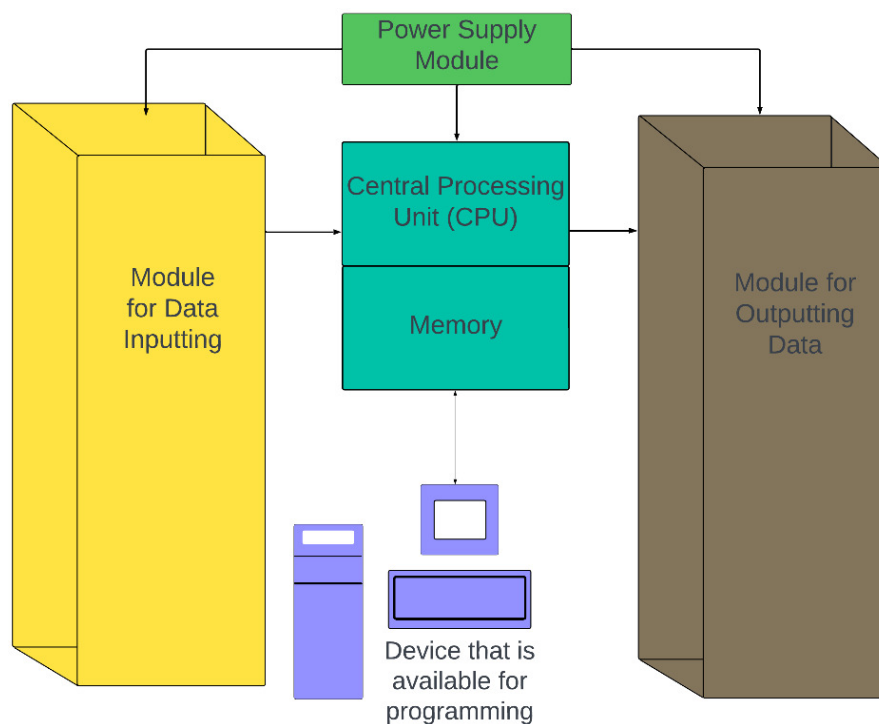 Power Supply
Module
Central Processing
Unit (CPU)
Module
for Data
Inputting
Memory
Module for
Outputting
Data
Device that is
available for
programming